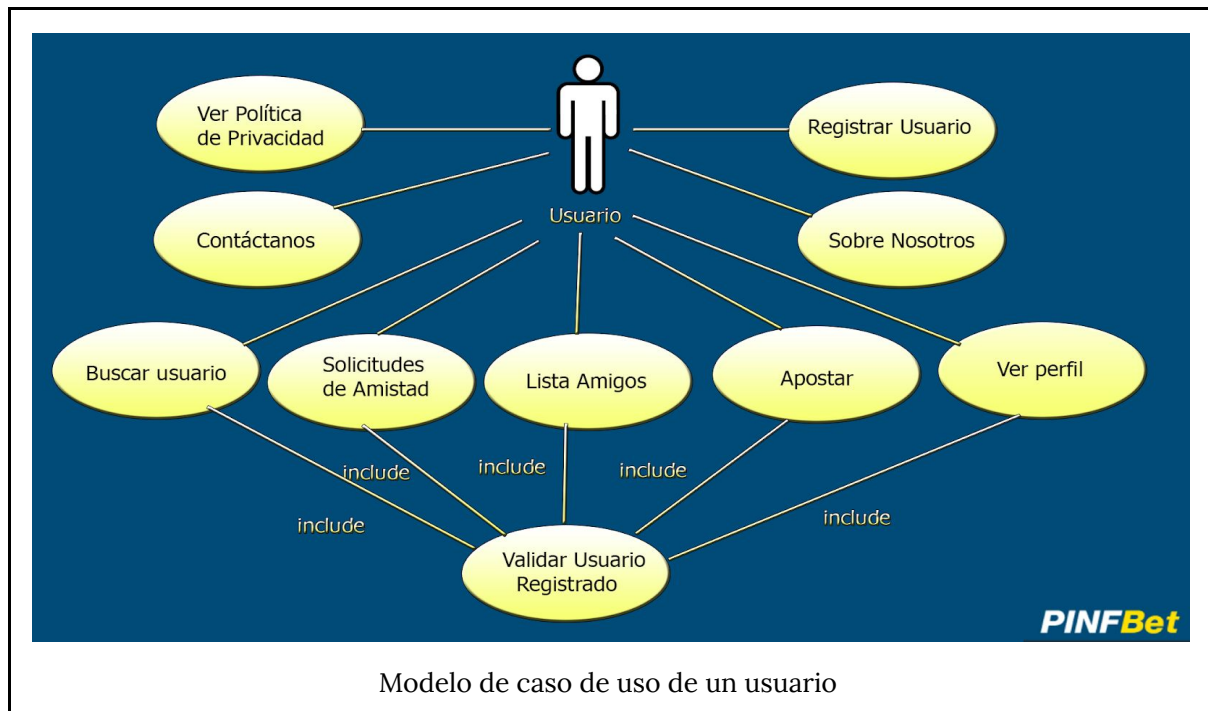 Ver Política
de Privacidad
Registrar Usuario
Usuario
Contáctanos
Sobre Nosotros
Buscar usuario
Solicitudes
de Amistad
Lista Amigos
Apostar
Ver perfil
include
include
include
include
include
Validar Usuario
Registrado
PINFBet
Modelo de caso de uso de un usuario